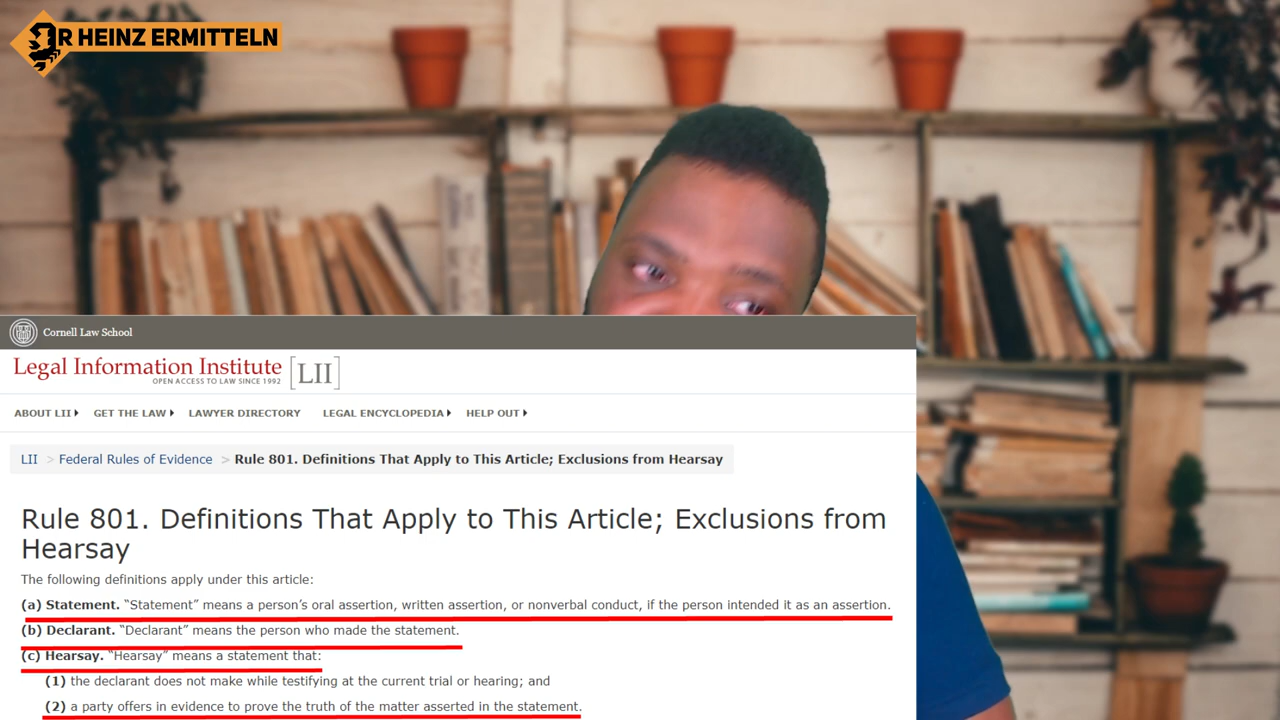 R HEINZ ERMITTELN
Cornell Law School
Legal Information Institute [LII]
OPEN ACCESS TO LAW SINCE 1992
ABOUT LII GET THE LAW LAWYER DIRECTORY LEGAL ENCYCLOPEDIA HELP OUT
LII > Federal Rules of Evidence > Rule 801. Definitions That Apply to This Article; Exclusions from Hearsay
Rule 801. Definitions That Apply to This Article; Exclusions from
Hearsay
The following definitions apply under this article:
(a) Statement. “Statement” means a person’s oral assertion, written assertion, or nonverbal conduct, if the person intended it as an assertion.
(b) Declarant. “Declarant” means the person who made the statement.
(c) Hearsay. “Hearsay” means a statement that:
(1) the declarant does not make while testifying at the current trial or hearing; and
(2) a party offers in evidence to prove the truth of the matter asserted in the statement.